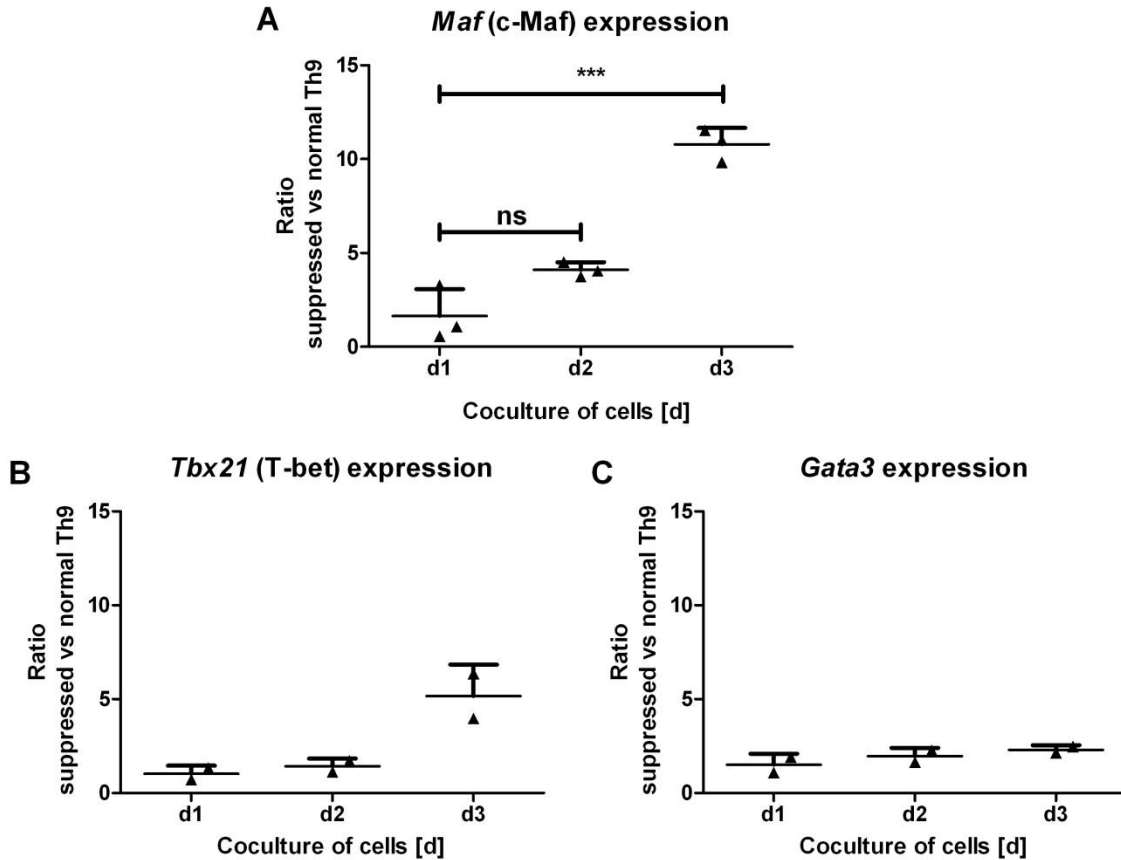 A
Maf (c-Maf) expression
Ratio
suppressed vs normal Th9
15
10
5
0
***
ns
d1 d2 d3
Coculture of cells [d]
B
Tbx21 (T-bet) expression
Ratio
suppressed vs normal Th9
15
10
5
0
d1 d2 d3
Coculture of cells [d]
C
Gata3 expression
Ratio
suppressed vs normal Th9
15
10
5
0
d1 d2 d3
Coculture of cells [d]